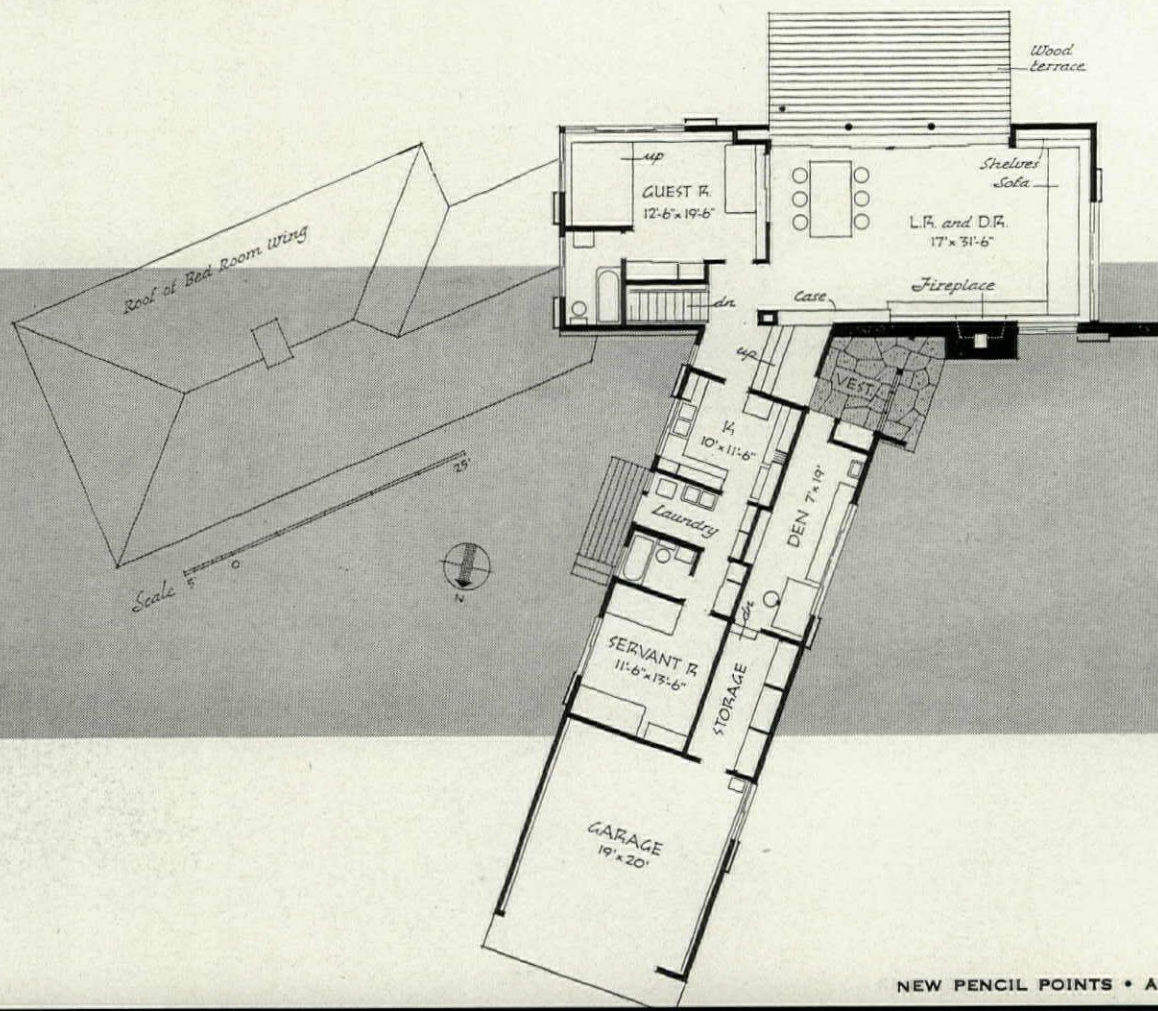 Wood
terrace
up
GUEST R.
12'-6" x 19'-6"
Shelves
Sofa
L.R. and D.R.
17' x 31'-6"
Roof of Bed Room Wing
Fireplace
Case
dn
up
VEST.
K
10' x 11'-6"
25'
DEN 7' x 19'
Laundry
Scale
5'
0
N
dn
SERVANT R
11'-6" x 13'-6"
STORAGE
GARAGE
19' x 20'
NEW PENCIL POINTS • A